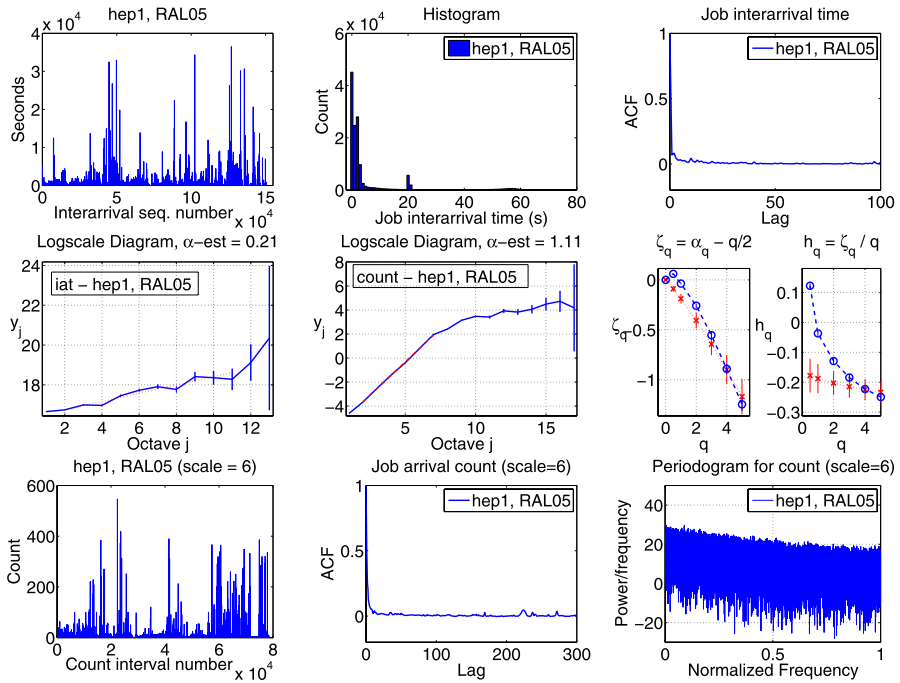 hep1, RAL05
x 10^4
Seconds
4
3
2
1
0
0 5 10 15
Interarrival seq. number
x 10^4
Histogram
x 10^4
Count
6
4
2
0
0 20 40 60 80
hep1, RAL05
Job interarrival time (s)
Job interarrival time
ACF
1
0.5
0
0 50 100
hep1, RAL05
Lag
Logscale Diagram, α−est = 0.21
y_j
24
22
20
18
2 4 6 8 10 12
iat − hep1, RAL05
Octave j
Logscale Diagram, α−est = 1.11
y_j
8
6
4
2
0
−2
−4
5 10 15
count − hep1, RAL05
Octave j
ζ_q = α_q − q/2
ζ_q
0
−0.5
−1
0 2 4
q
h_q = ζ_q / q
h_q
0.1
0
−0.1
−0.2
−0.3
0 2 4
q
hep1, RAL05 (scale = 6)
Count
600
400
200
0
0 2 4 6 8
Count interval number
x 10^4
Job arrival count (scale=6)
ACF
1
0.5
0
0 100 200 300
hep1, RAL05
Lag
Periodogram for count (scale=6)
Power/frequency
40
20
0
−20
0 0.5 1
hep1, RAL05
Normalized Frequency